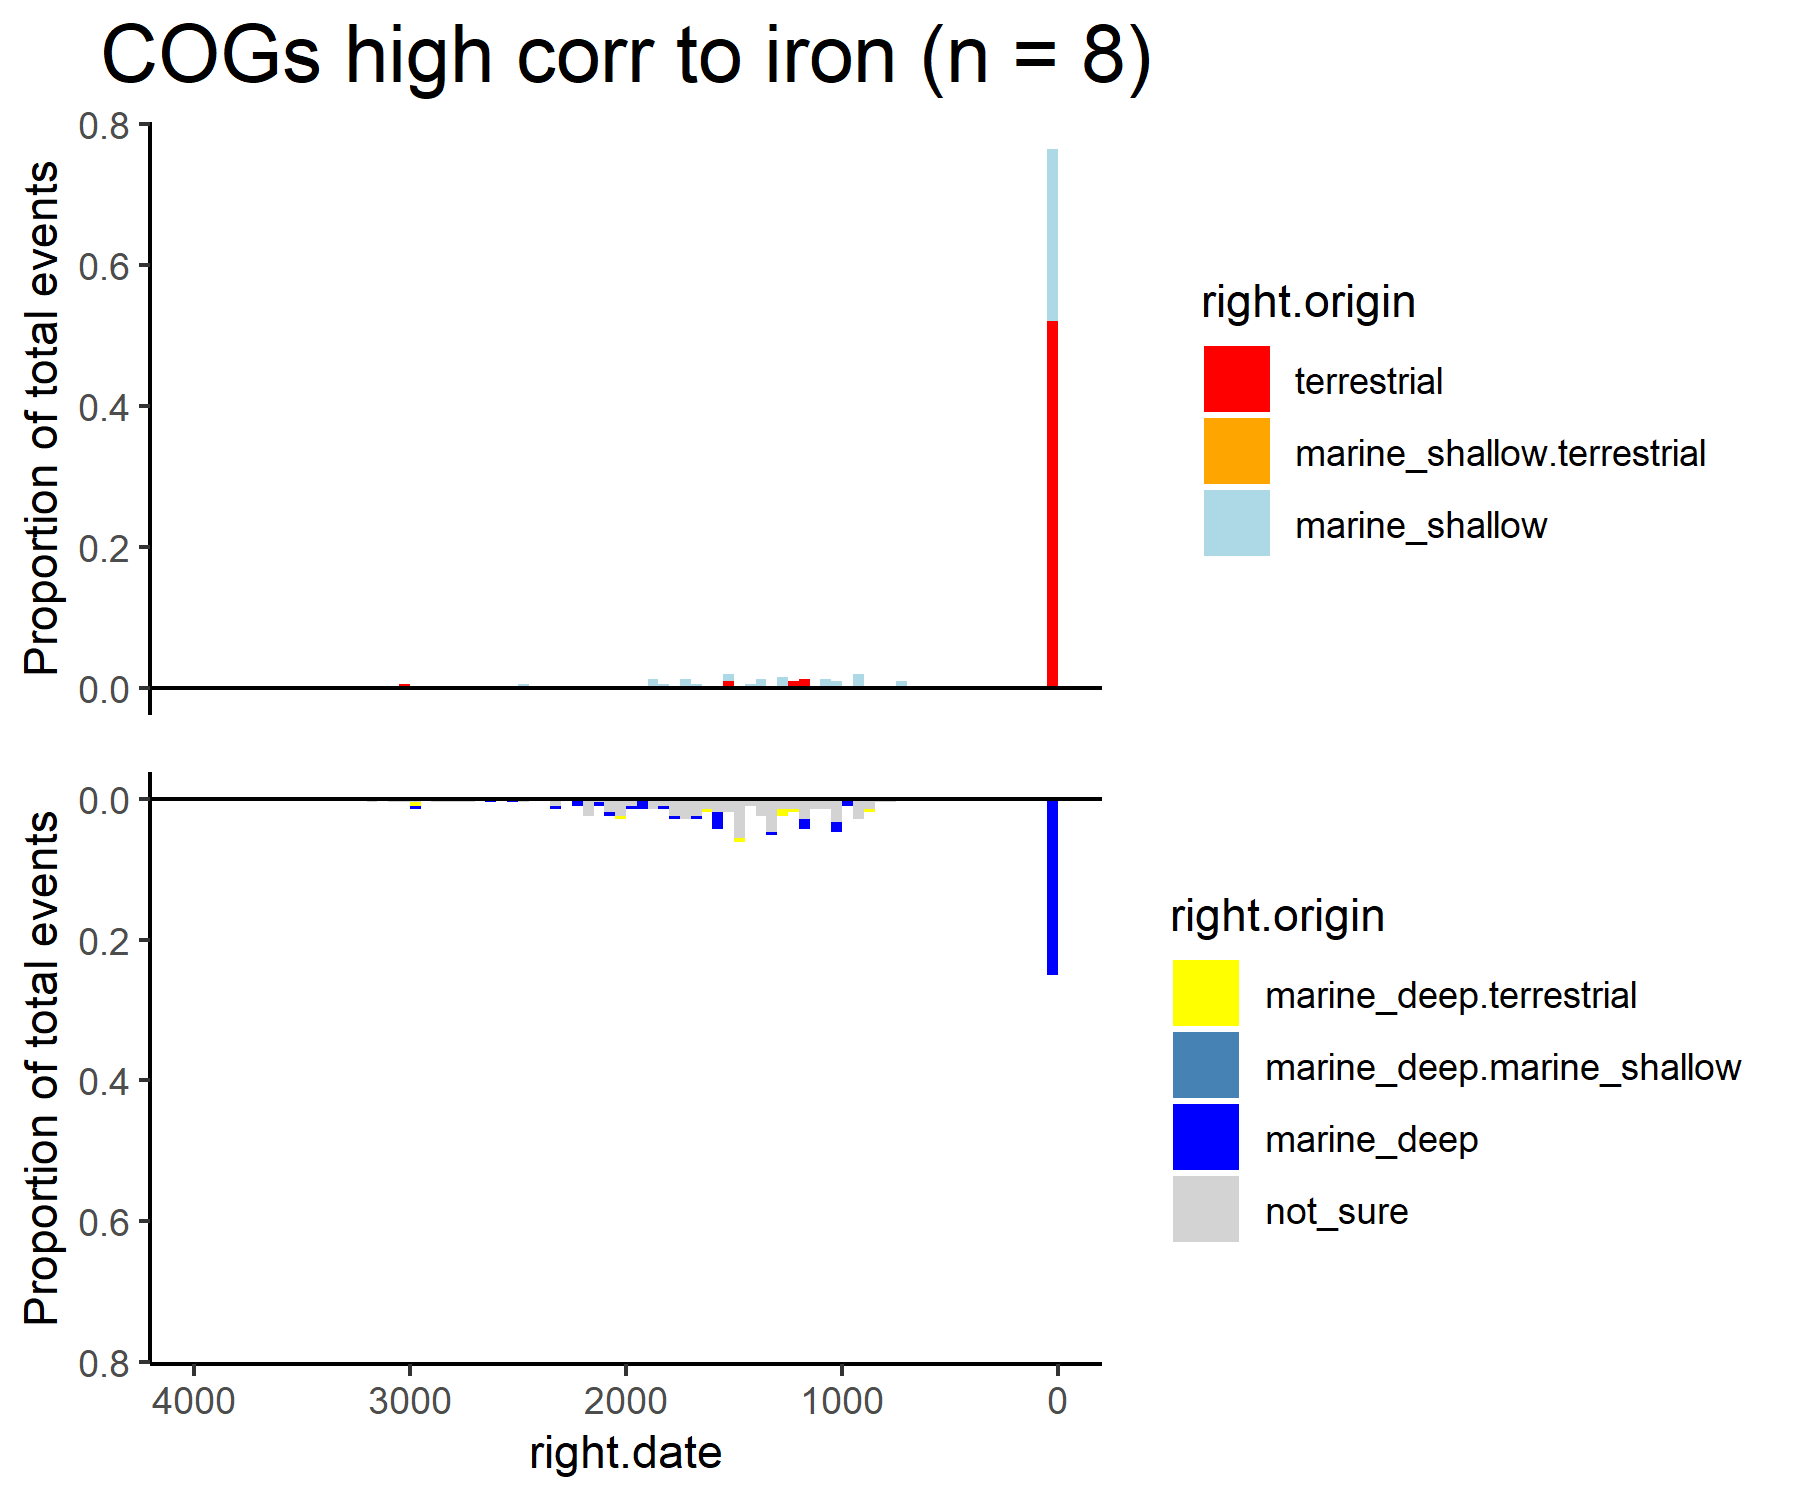 COGs high corr to iron (n = 8)
Proportion of total events
0.8
0.6
0.4
0.2
0.0
right.origin
terrestrial
marine_shallow.terrestrial
marine_shallow
Proportion of total events
0.0
0.2
0.4
0.6
0.8
4000 3000 2000 1000 0
right.date
right.origin
marine_deep.terrestrial
marine_deep.marine_shallow
marine_deep
not_sure